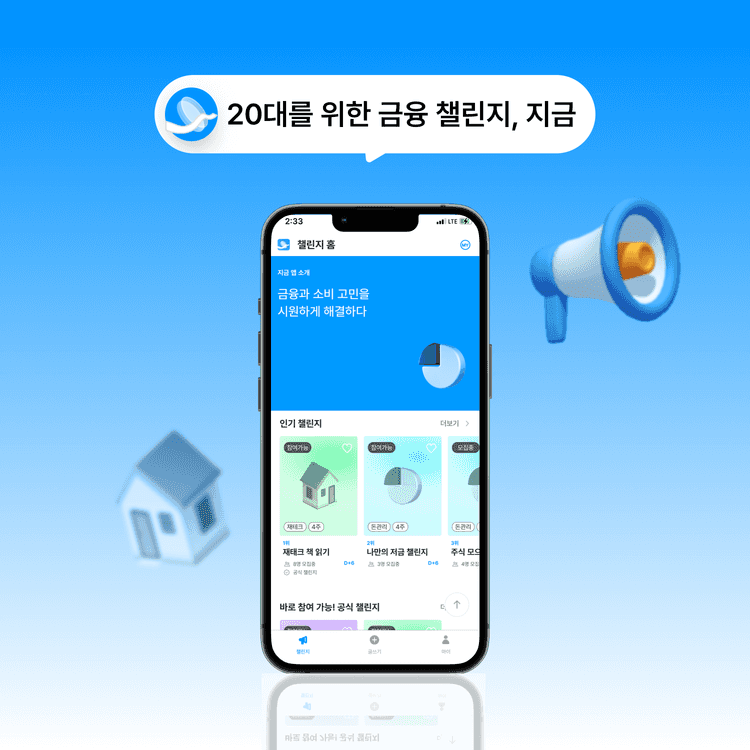 20대를 위한 금융 챌린지, 지금
2:33
LTE
챌린지 홈
MY
지금 앱 소개
금융과 소비 고민을
시원하게 해결하다
인기 챌린지
더보기
참여가능
참여가능
모집중
재테크
4주
돈관리
4주
돈관리
1위
2위
3위
재테크 책 읽기
나만의 저금 챌린지
주식 모으
8명 모집중
D+6
3명 모집중
D+6
4명 모집중
공식 챌린지
바로 참여 가능! 공식 챌린지
챌린지
글쓰기
마이